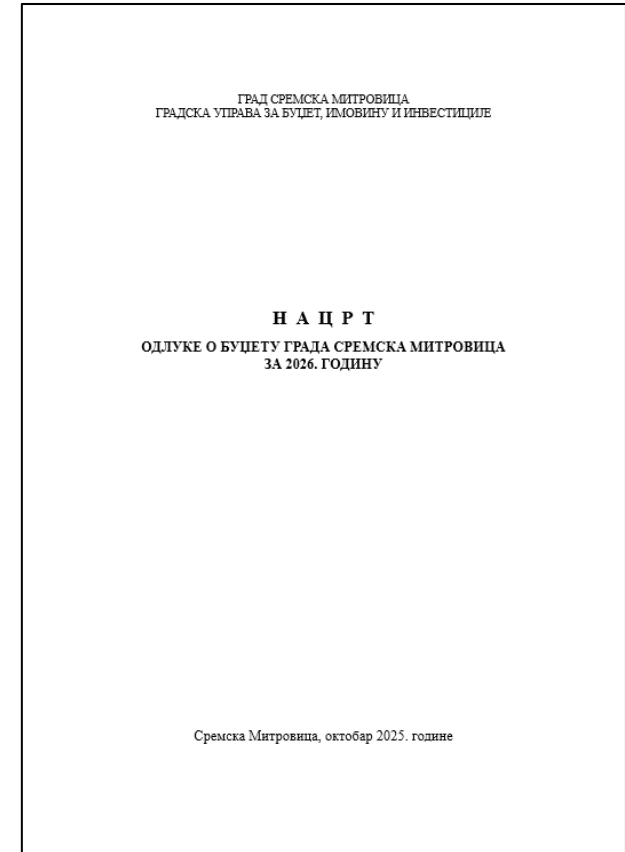 ГРАД СРЕМСКА МИТРОВИЦА
ГРАДСКА УПРАВА ЗА БУЏЕТ, ИМОВИНУ И ИНВЕСТИЦИЈЕ
Н А Ц Р Т
ОДЛУКЕ О БУЏЕТУ ГРАДА СРЕМСКА МИТРОВИЦА
ЗА 2026. ГОДИНУ
Сремска Митровица, октобар 2025. године